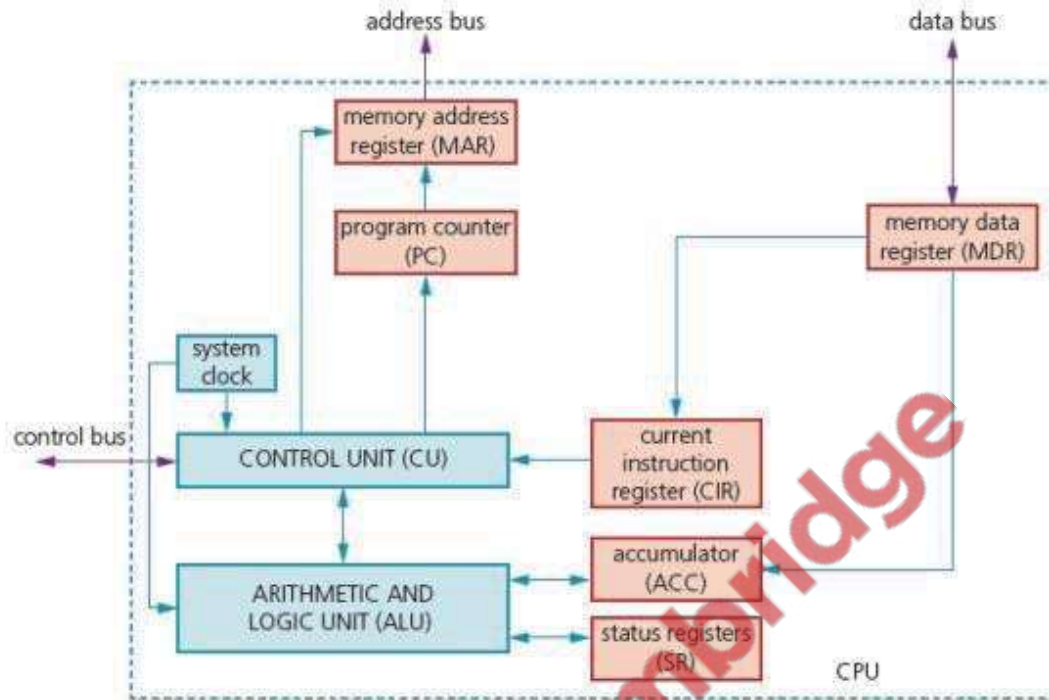 address bus
data bus
memory address
register (MAR)
program counter
(PC)
memory data
register (MDR)
system
clock
control bus
CONTROL UNIT (CU)
current
instruction
register (CIR)
ARITHMETIC AND
LOGIC UNIT (ALU)
accumulator
(ACC)
status registers
(SR)
CPU
mbridge